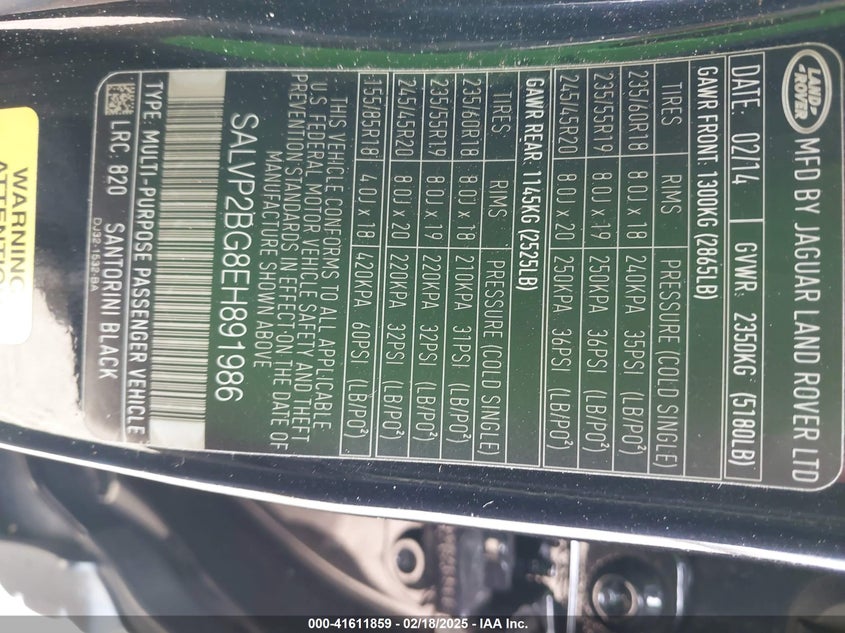 LAND-
ROVER
MFD BY JAGUAR LAND ROVER LTD
DATE: 02/14 GVWR: 2350KG (5180LB)
GAWR FRONT: 1300KG (2865LB)
TIRES RIMS PRESSURE (COLD SINGLE)
235/60R18 8.0J x 18 240KPA 35PSI (LB/PO²)
235/55R19 8.0J x 19 250KPA 36PSI (LB/PO²)
245/45R20 8.0J x 20 250KPA 36PSI (LB/PO²)
GAWR REAR: 1145KG (2525LB)
TIRES RIMS PRESSURE (COLD SINGLE)
235/60R18 8.0J x 18 210KPA 31PSI (LB/PO²)
235/55R19 8.0J x 19 220KPA 32PSI (LB/PO²)
245/45R20 8.0J x 20 220KPA 32PSI (LB/PO²)
155/85R18 4.0J x 18 420KPA 60PSI (LB/PO²)
THIS VEHICLE CONFORMS TO ALL APPLICABLE
U.S. FEDERAL MOTOR VEHICLE SAFETY AND THEFT
PREVENTION STANDARDS IN EFFECT ON THE DATE OF
MANUFACTURE SHOWN ABOVE
SALVP2BG8EH891986
TYPE: MULTI-PURPOSE PASSENGER VEHICLE
LRC: 820 SANTORINI BLACK
DJ32-1532-BA
WARNING
ATTENTION
000-41611859 — 02/18/2025 — IAA Inc.